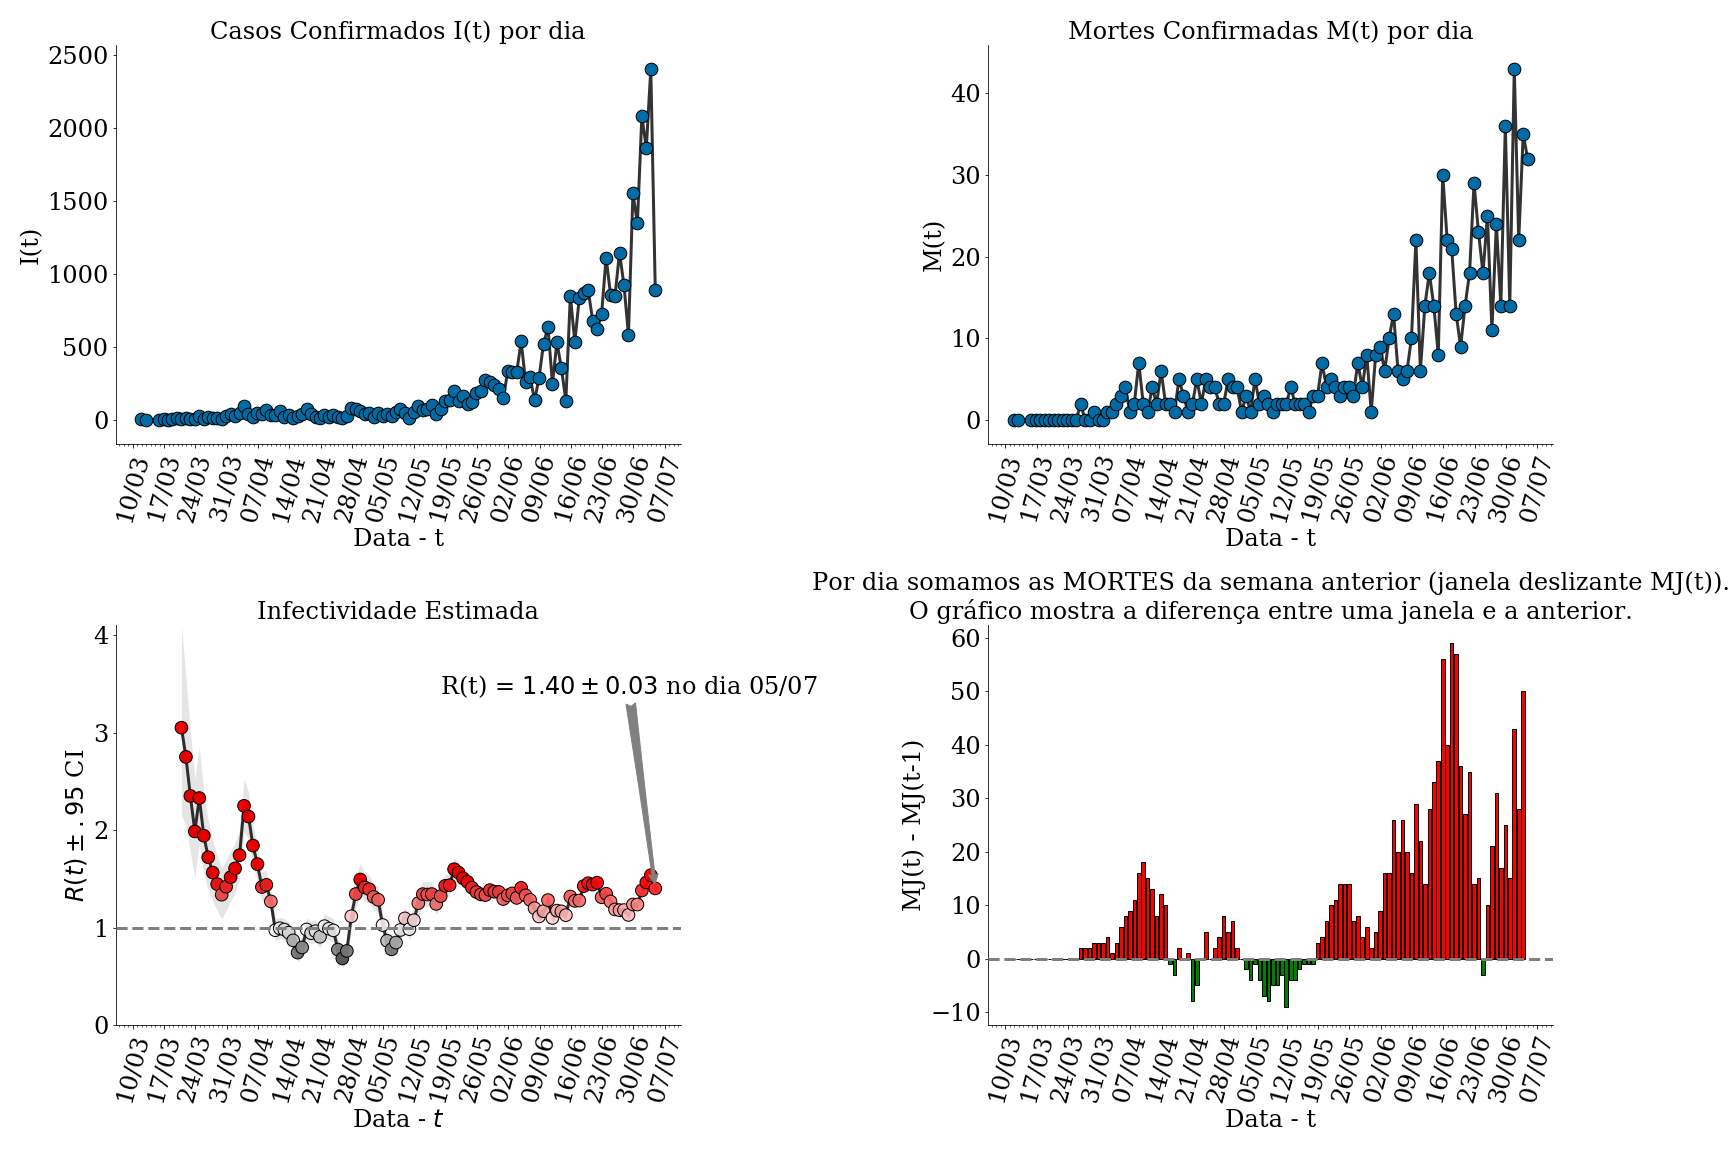 Casos Confirmados I(t) por dia
2500
2000
1500
1000
500
0
I(t)
10/03 17/03 24/03 31/03 07/04 14/04 21/04 28/04 05/05 12/05 19/05 26/05 02/06 09/06 16/06 23/06 30/06 07/07
Data - t
Mortes Confirmadas M(t) por dia
40
30
20
10
0
M(t)
10/03 17/03 24/03 31/03 07/04 14/04 21/04 28/04 05/05 12/05 19/05 26/05 02/06 09/06 16/06 23/06 30/06 07/07
Data - t
Infectividade Estimada
4
3
2
1
0
R(t) ± .95 CI
R(t) = 1.40 ± 0.03 no dia 05/07
10/03 17/03 24/03 31/03 07/04 14/04 21/04 28/04 05/05 12/05 19/05 26/05 02/06 09/06 16/06 23/06 30/06 07/07
Data - t
Por dia somamos as MORTES da semana anterior (janela deslizante MJ(t)).
O gráfico mostra a diferença entre uma janela e a anterior.
60
50
40
30
20
10
0
−10
MJ(t) - MJ(t-1)
10/03 17/03 24/03 31/03 07/04 14/04 21/04 28/04 05/05 12/05 19/05 26/05 02/06 09/06 16/06 23/06 30/06 07/07
Data - t